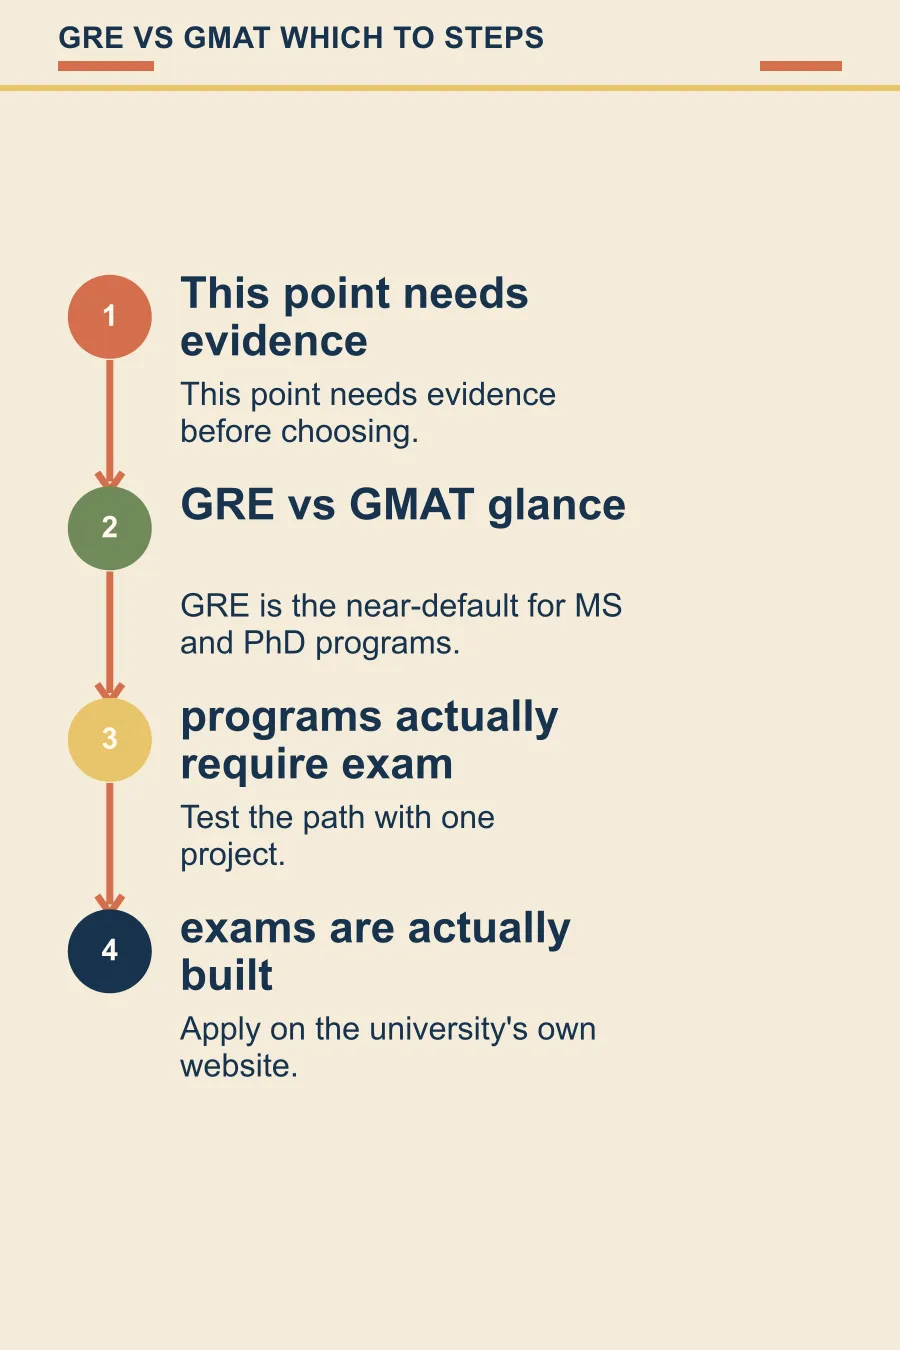 GRE VS GMAT WHICH TO STEPS
1
This point needs
evidence
This point needs evidence
before choosing.
2
GRE vs GMAT glance
GRE is the near-default for MS
and PhD programs.
3
programs actually
require exam
Test the path with one
project.
4
exams are actually
built
Apply on the university's own
website.